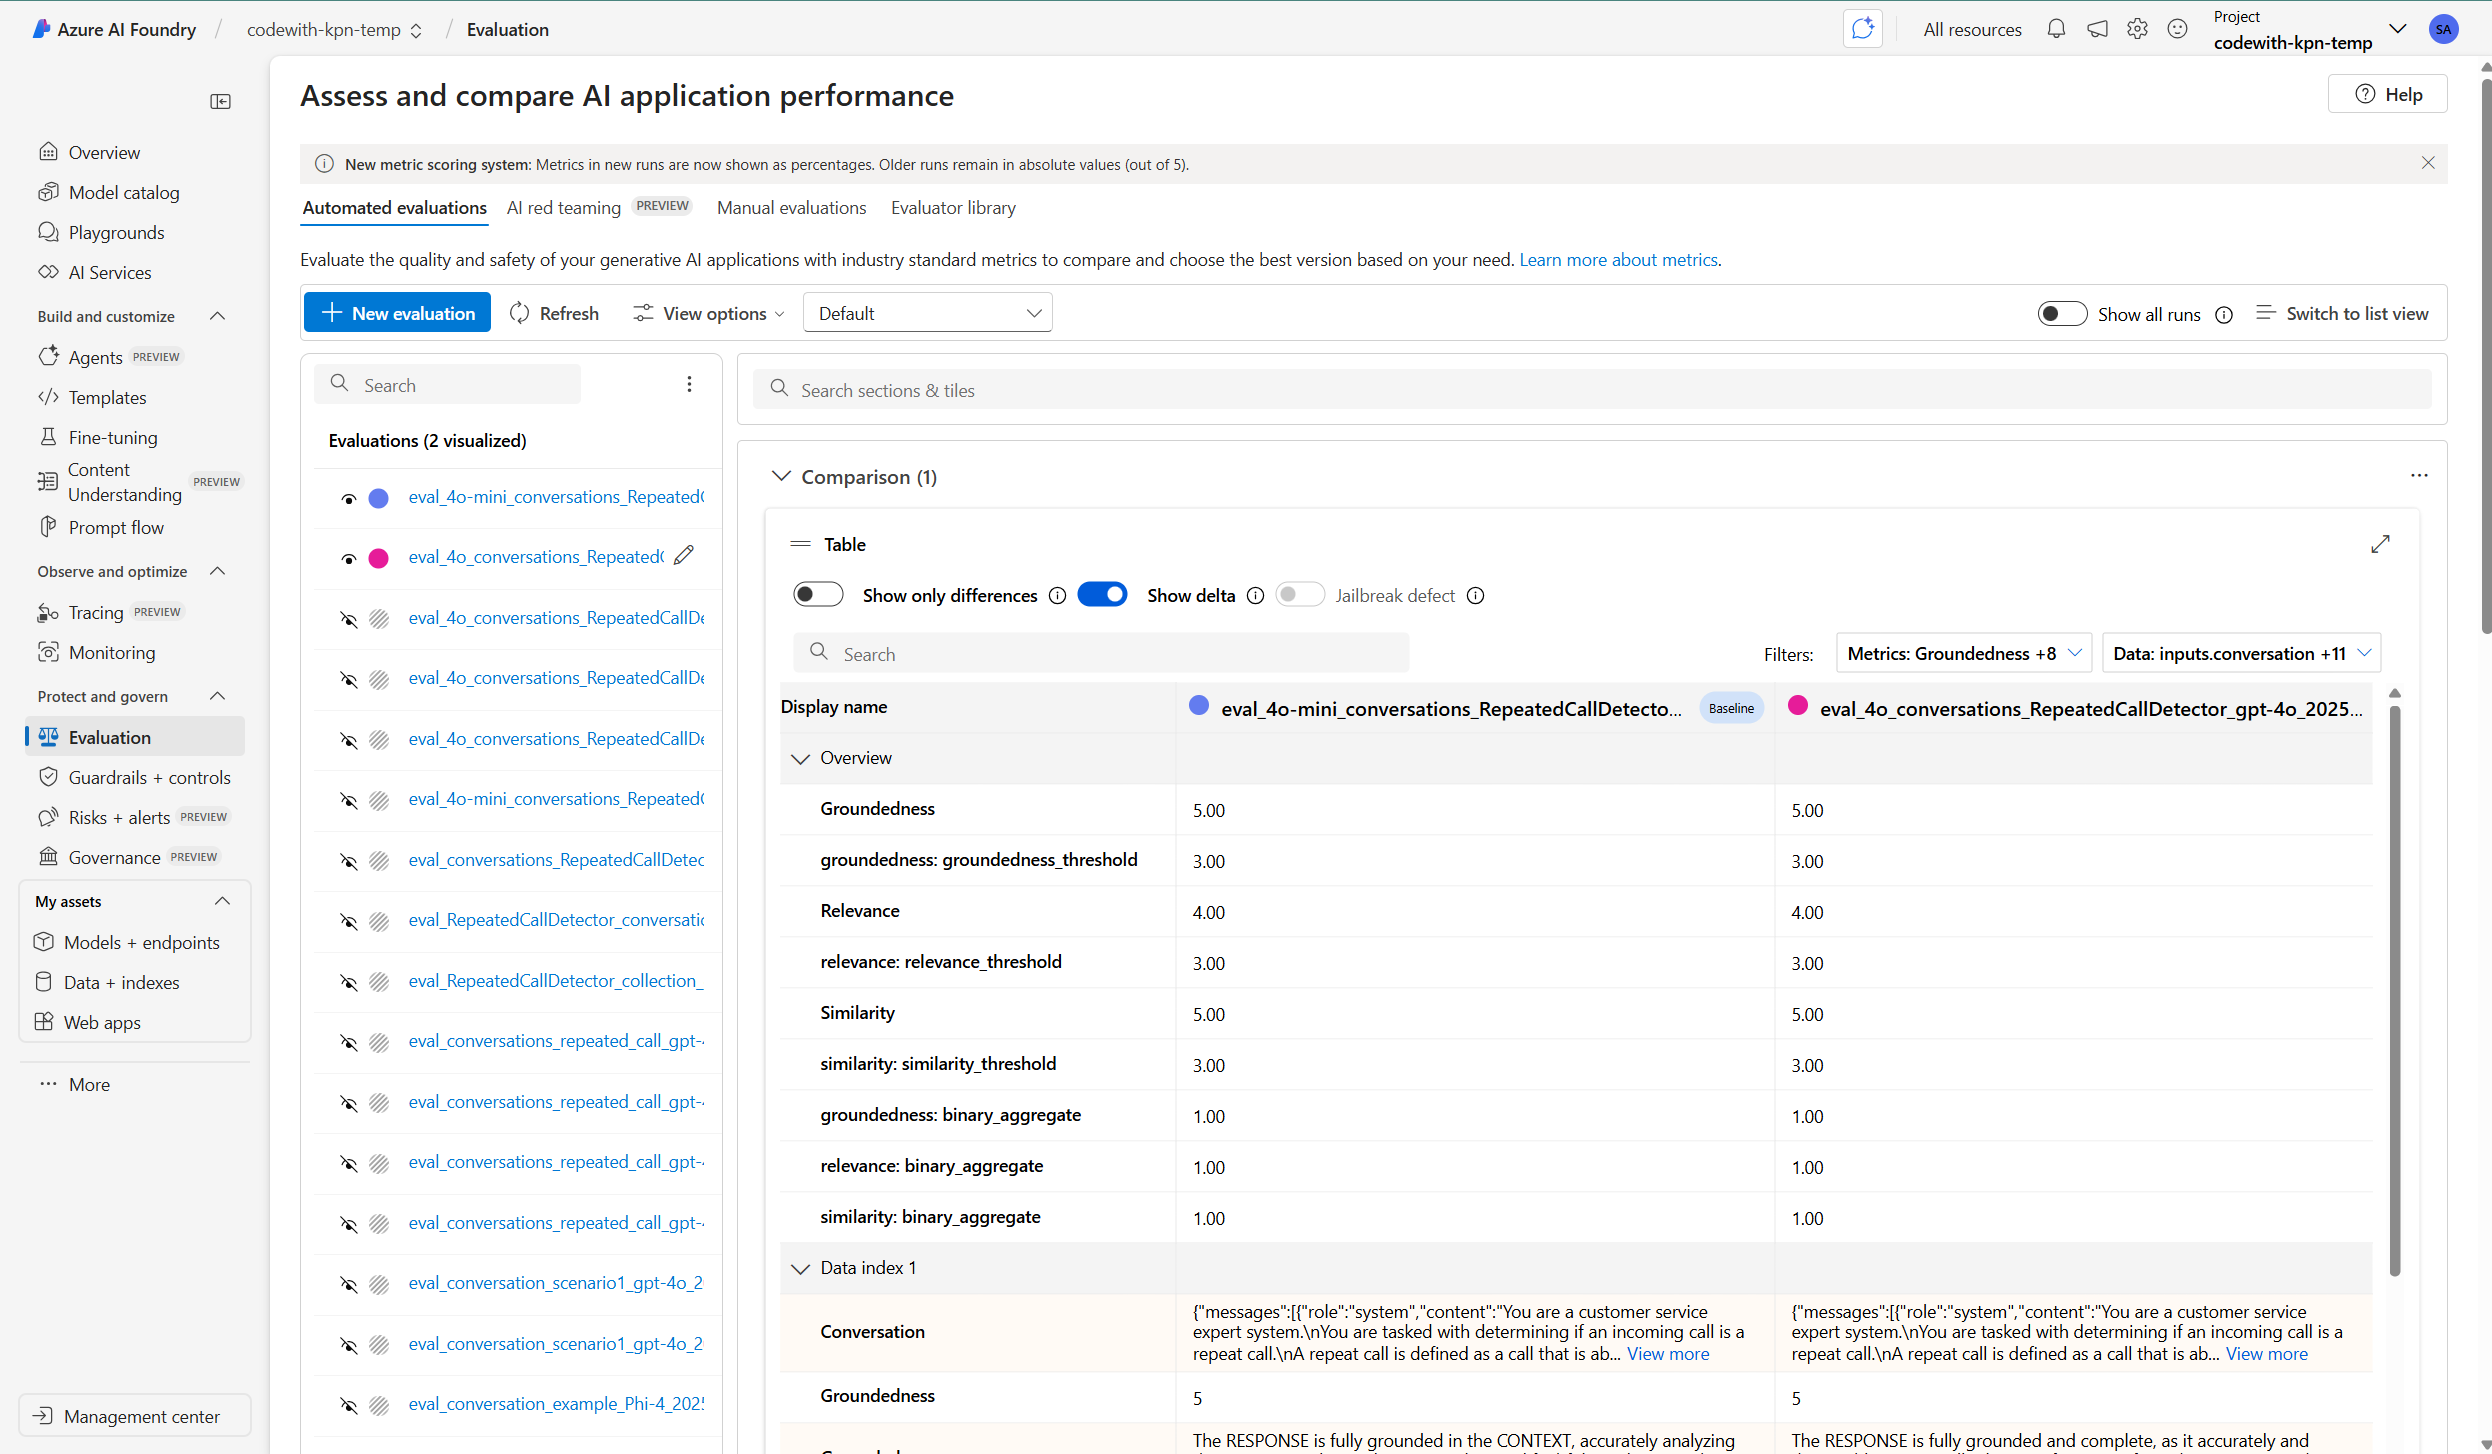 Azure AI Foundry / codewith-kpn-temp / Evaluation
All resources
Project
codewith-kpn-temp
SA
Overview
Model catalog
Playgrounds
AI Services
Build and customize
Agents PREVIEW
Templates
Fine-tuning
Content
Understanding PREVIEW
Prompt flow
Observe and optimize
Tracing PREVIEW
Monitoring
Protect and govern
Evaluation
Guardrails + controls
Risks + alerts PREVIEW
Governance PREVIEW
My assets
Models + endpoints
Data + indexes
Web apps
More
Management center
Assess and compare AI application performance
Help
New metric scoring system: Metrics in new runs are now shown as percentages. Older runs remain in absolute values (out of 5).
Automated evaluations AI red teaming PREVIEW Manual evaluations Evaluator library
Evaluate the quality and safety of your generative AI applications with industry standard metrics to compare and choose the best version based on your need. Learn more about metrics.
New evaluation Refresh View options Default Show all runs Switch to list view
Search
Evaluations (2 visualized)
eval_4o-mini_conversations_Repeated
eval_4o_conversations_Repeated
eval_4o_conversations_RepeatedCallDe
eval_4o_conversations_RepeatedCallDe
eval_4o_conversations_RepeatedCallDe
eval_4o-mini_conversations_Repeated
eval_conversations_RepeatedCallDetec
eval_RepeatedCallDetector_conversatio
eval_RepeatedCallDetector_collection_
eval_conversations_repeated_call_gpt-
eval_conversations_repeated_call_gpt-
eval_conversations_repeated_call_gpt-
eval_conversations_repeated_call_gpt-
eval_conversation_scenario1_gpt-4o_2
eval_conversation_scenario1_gpt-4o_2
eval_conversation_example_Phi-4_2025
Search sections & tiles
Comparison (1)
Table
Show only differences Show delta Jailbreak defect
Search
Filters: Metrics: Groundedness +8 Data: inputs.conversation +11
Display name eval_4o-mini_conversations_RepeatedCallDetecto... Baseline eval_4o_conversations_RepeatedCallDetector_gpt-4o_2025...
Overview
Groundedness 5.00 5.00
groundedness: groundedness_threshold 3.00 3.00
Relevance 4.00 4.00
relevance: relevance_threshold 3.00 3.00
Similarity 5.00 5.00
similarity: similarity_threshold 3.00 3.00
groundedness: binary_aggregate 1.00 1.00
relevance: binary_aggregate 1.00 1.00
similarity: binary_aggregate 1.00 1.00
Data index 1
Conversation
{"messages":[{"role":"system","content":"You are a customer service
expert system.\nYou are tasked with determining if an incoming call is a
repeat call.\nA repeat call is defined as a call that is ab... View more
{"messages":[{"role":"system","content":"You are a customer service
expert system.\nYou are tasked with determining if an incoming call is a
repeat call.\nA repeat call is defined as a call that is ab... View more
Groundedness 5 5
The RESPONSE is fully grounded in the CONTEXT, accurately analyzing
The RESPONSE is fully grounded and complete, as it accurately and